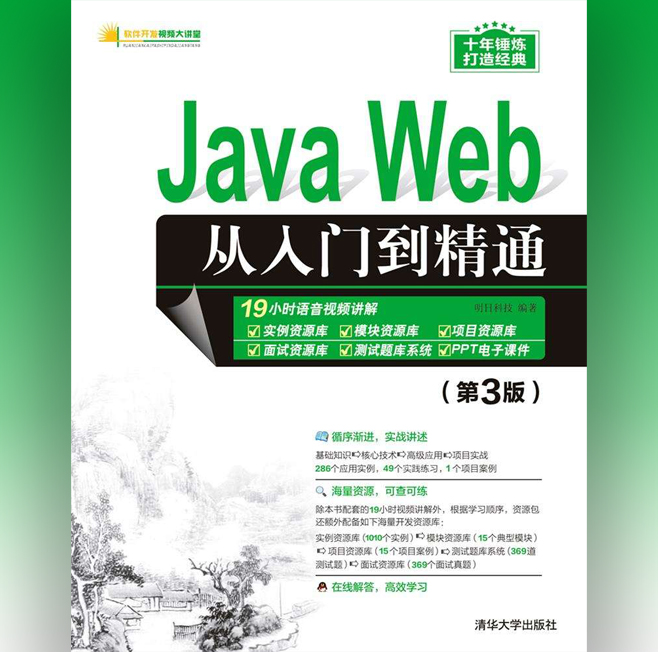 软件开发视频大讲堂
十年锤炼
打造经典
Java Web
从入门到精通
19小时语音视频讲解
明日科技 编著
实例资源库 模块资源库 项目资源库
面试资源库 测试题库系统 PPT电子课件
（第3版）
循序渐进，实战讲述
基础知识⇨核心技术⇨高级应用⇨项目实战
286个应用实例，49个实践练习，1个项目案例
海量资源，可查可练
除本书配套的19小时视频讲解外，根据学习顺序，资源包
还额外配备如下海量开发资源库：
实例资源库（1010个实例）⇨模块资源库（15个典型模块）
⇨项目资源库（15个项目案例）⇨测试题库系统（369道
测试题）⇨面试资源库（369个面试真题）
在线解答，高效学习
清华大学出版社